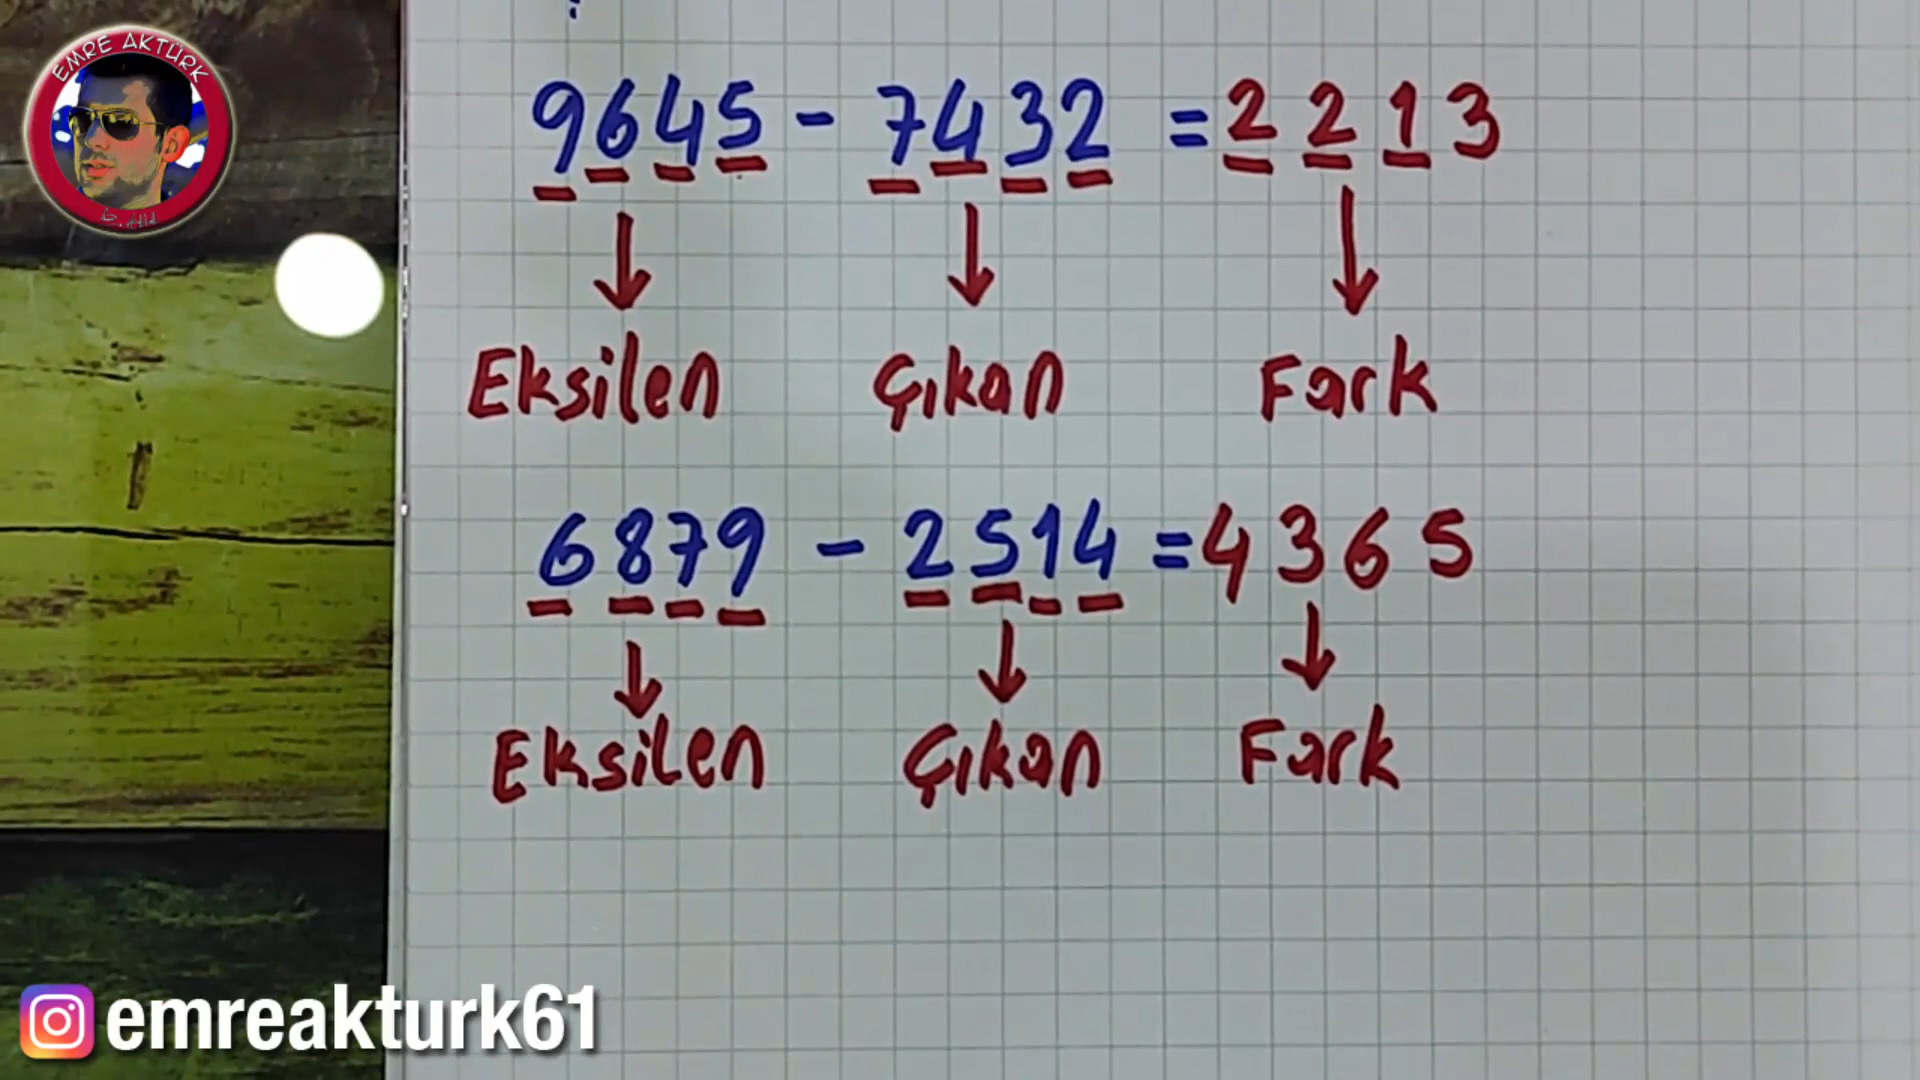 EMRE AKTÜRK
9645 - 7432 = 2213
Eksilen Çıkan Fark
6879 - 2514 = 4365
Eksilen Çıkan Fark
emreakturk61